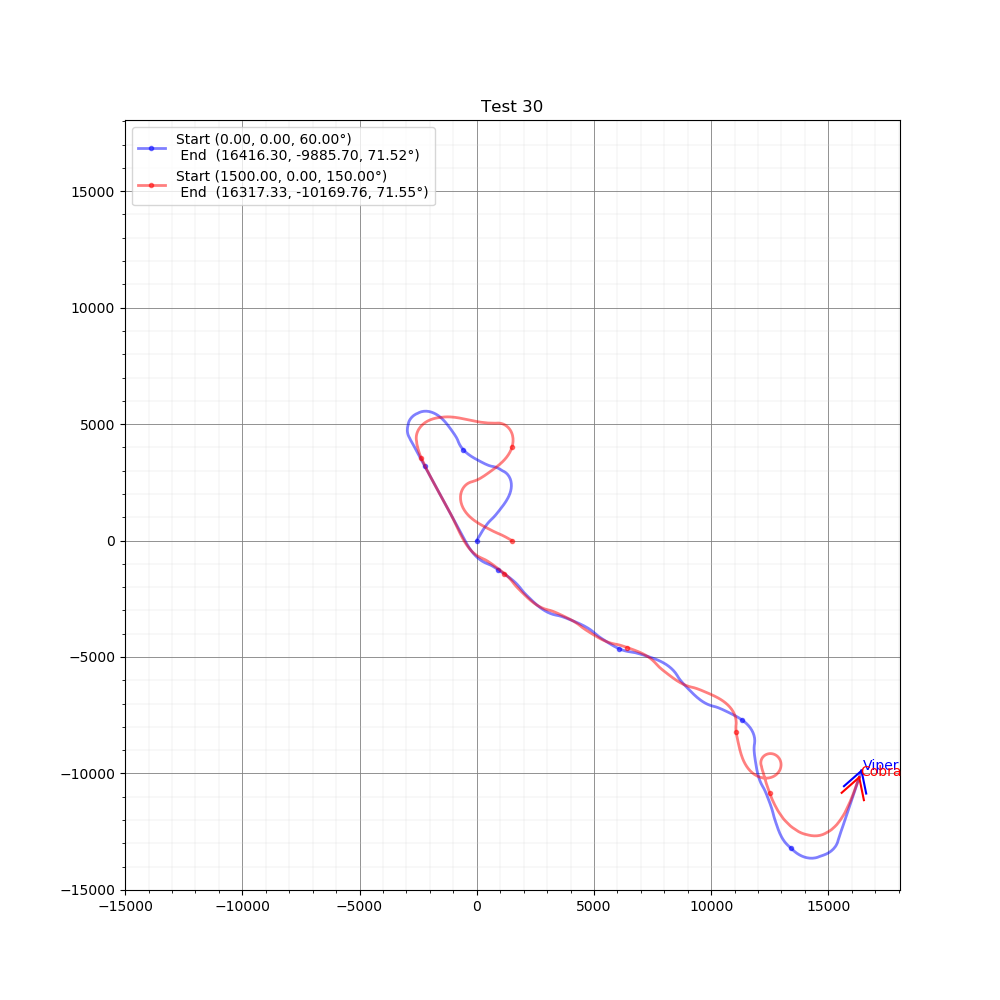 Test 30
Start (0.00, 0.00, 60.00°)
End (16416.30, -9885.70, 71.52°)
Start (1500.00, 0.00, 150.00°)
End (16317.33, -10169.76, 71.55°)
15000
10000
5000
0
−5000
−10000
−15000
Viper
Cobra
−15000 −10000 −5000 0 5000 10000 15000